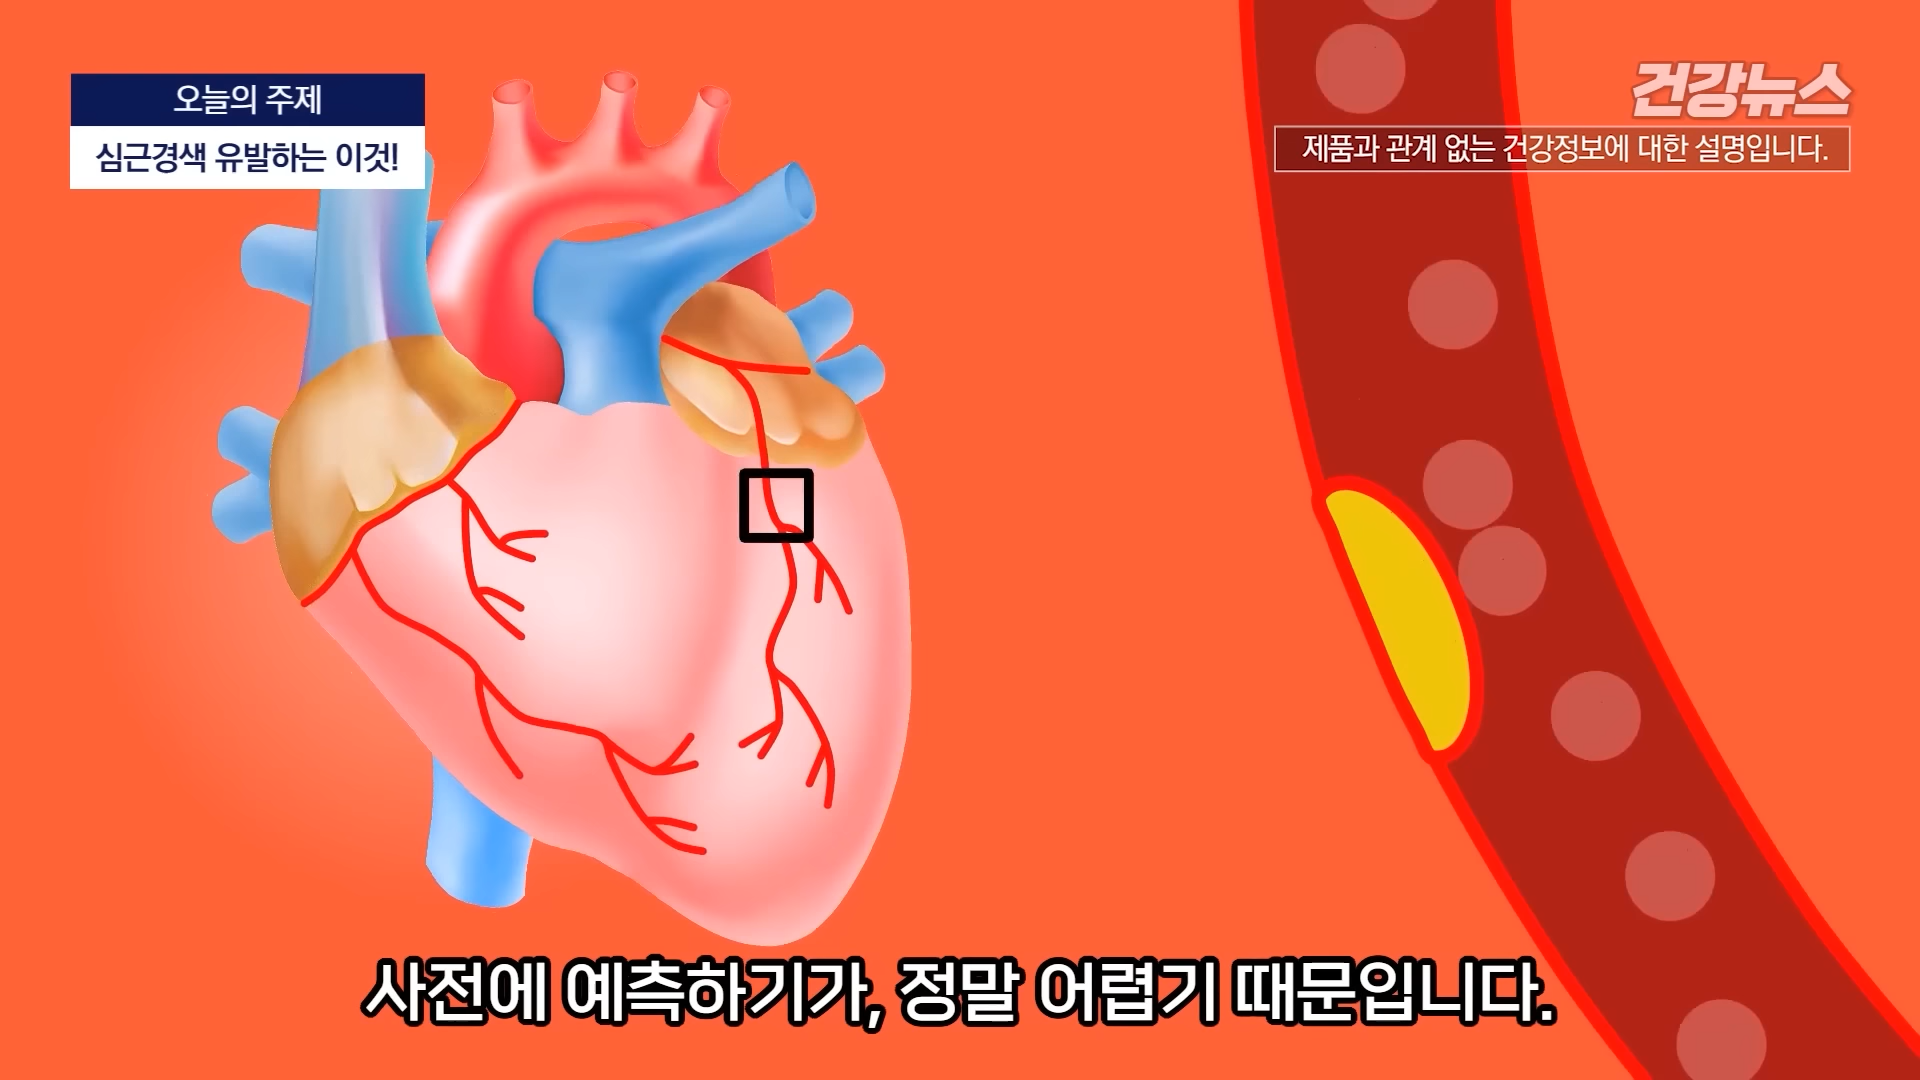 오늘의 주제
심근경색 유발하는 이것!
건강뉴스
제품과 관계 없는 건강정보에 대한 설명입니다.
사전에 예측하기가, 정말 어렵기 때문입니다.